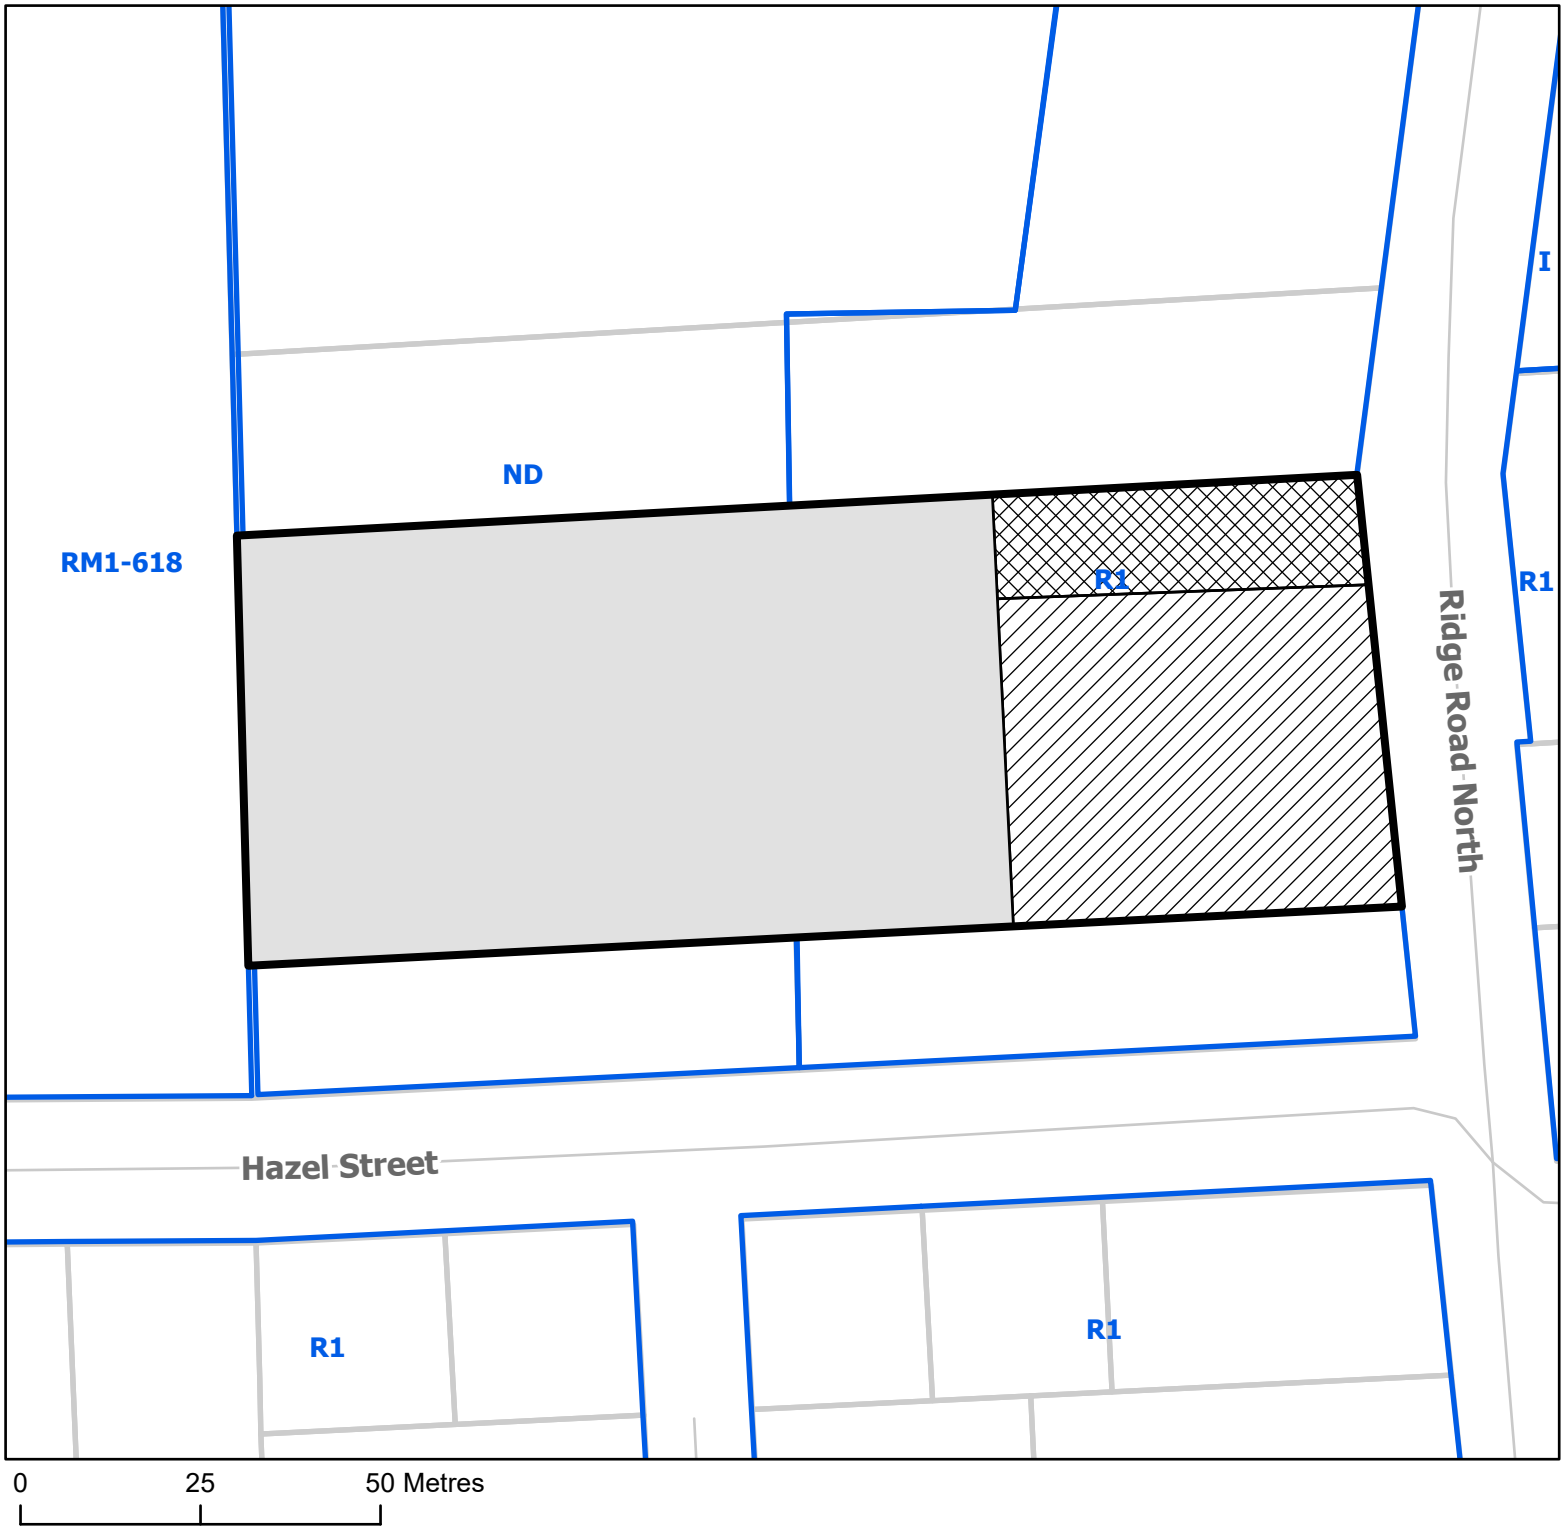 I
ND
RM1-618
R1
R1
Ridge Road North
Hazel Street
R1
R1
0 25 50 Metres